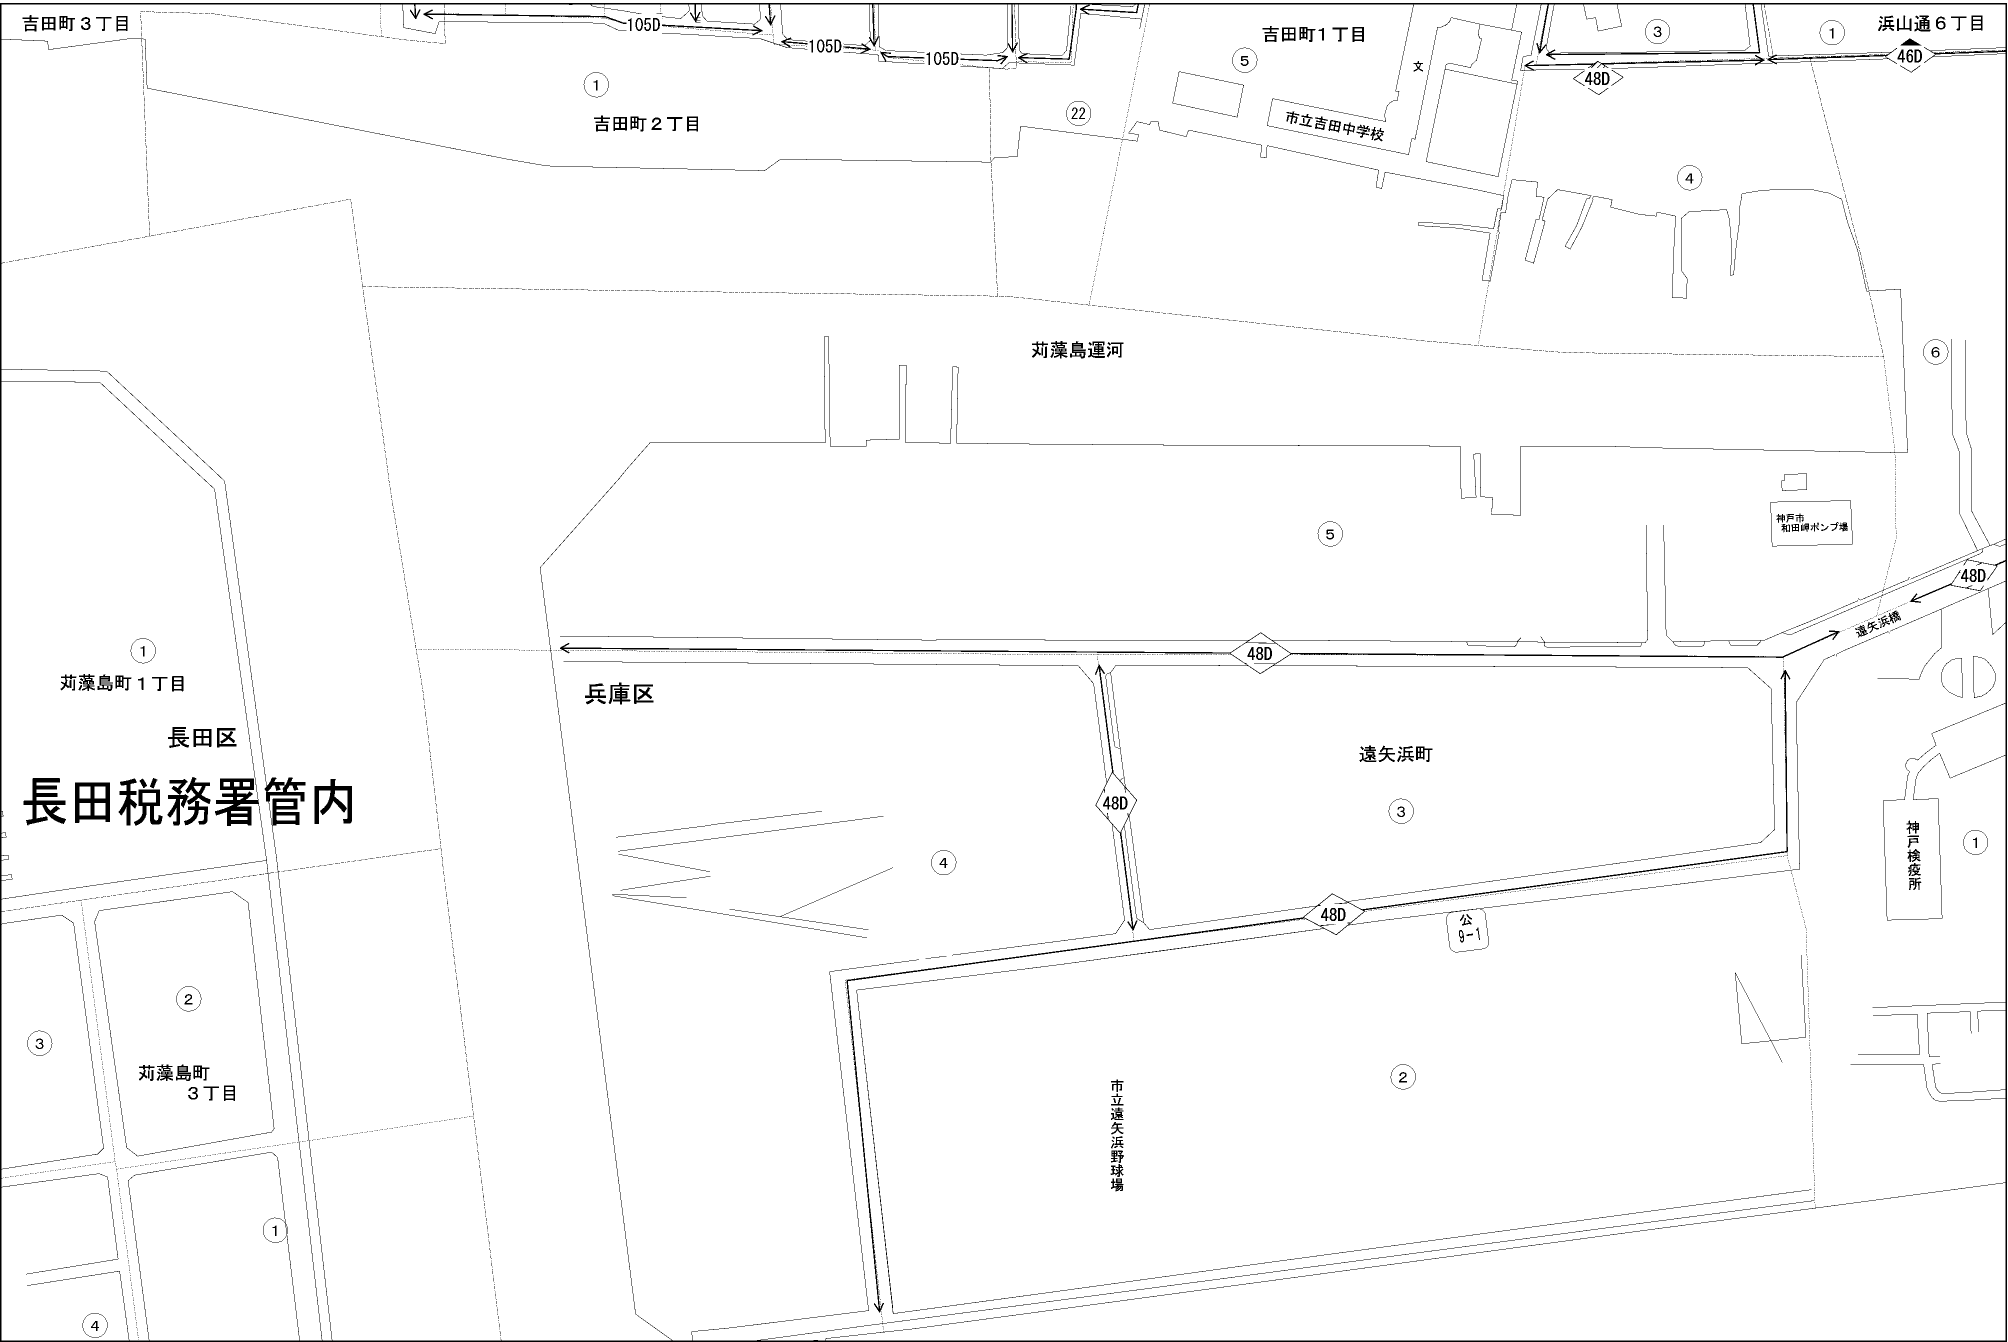 吉田町３丁目
105D
105D
105D
吉田町１丁目
5
文
市立吉田中学校
3
1
浜山通６丁目
48D
46D
1
吉田町２丁目
22
4
苅藻島運河
6
5
神戸市
和田岬ポンプ場
48D
遠矢浜橋
48D
1
苅藻島町１丁目
長田区
長田税務署管内
兵庫区
遠矢浜町
48D
3
4
神戸検疫所
1
48D
公
9-1
2
3
苅藻島町
３丁目
市立遠矢浜野球場
2
1
4